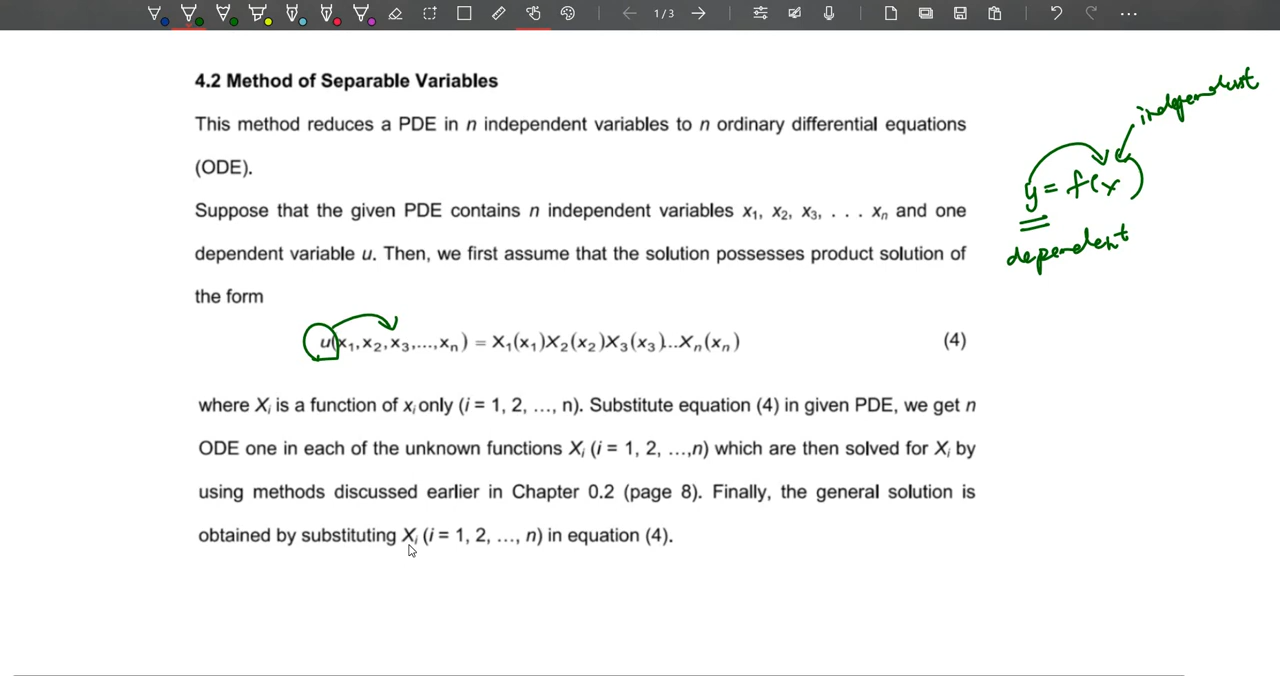 1/3
4.2 Method of Separable Variables
This method reduces a PDE in n independent variables to n ordinary differential equations
(ODE).
Suppose that the given PDE contains n independent variables x₁, x₂, x₃, . . . xₙ and one
dependent variable u. Then, we first assume that the solution possesses product solution of
the form
u(x₁,x₂,x₃,...,xₙ) = X₁(x₁)X₂(x₂)X₃(x₃)...Xₙ(xₙ) (4)
where Xᵢ is a function of xᵢ only (i = 1, 2, ..., n). Substitute equation (4) in given PDE, we get n
ODE one in each of the unknown functions Xᵢ (i = 1, 2, ...,n) which are then solved for Xᵢ by
using methods discussed earlier in Chapter 0.2 (page 8). Finally, the general solution is
obtained by substituting Xᵢ (i = 1, 2, ..., n) in equation (4).
independent
y = f(x)
dependent